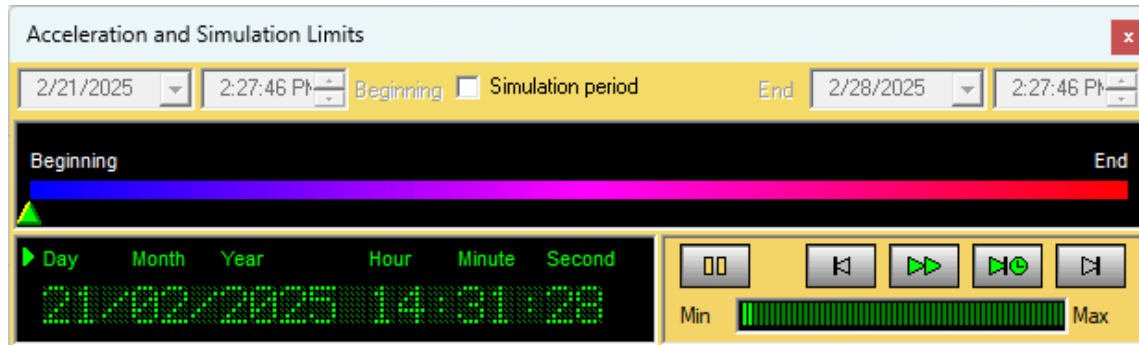 Acceleration and Simulation Limits x
2/21/2025 2:27:46 PM Beginning Simulation period End 2/28/2025 2:27:46 PM
Beginning End
Day Month Year Hour Minute Second
21/02/2025 14:31:28
Min Max